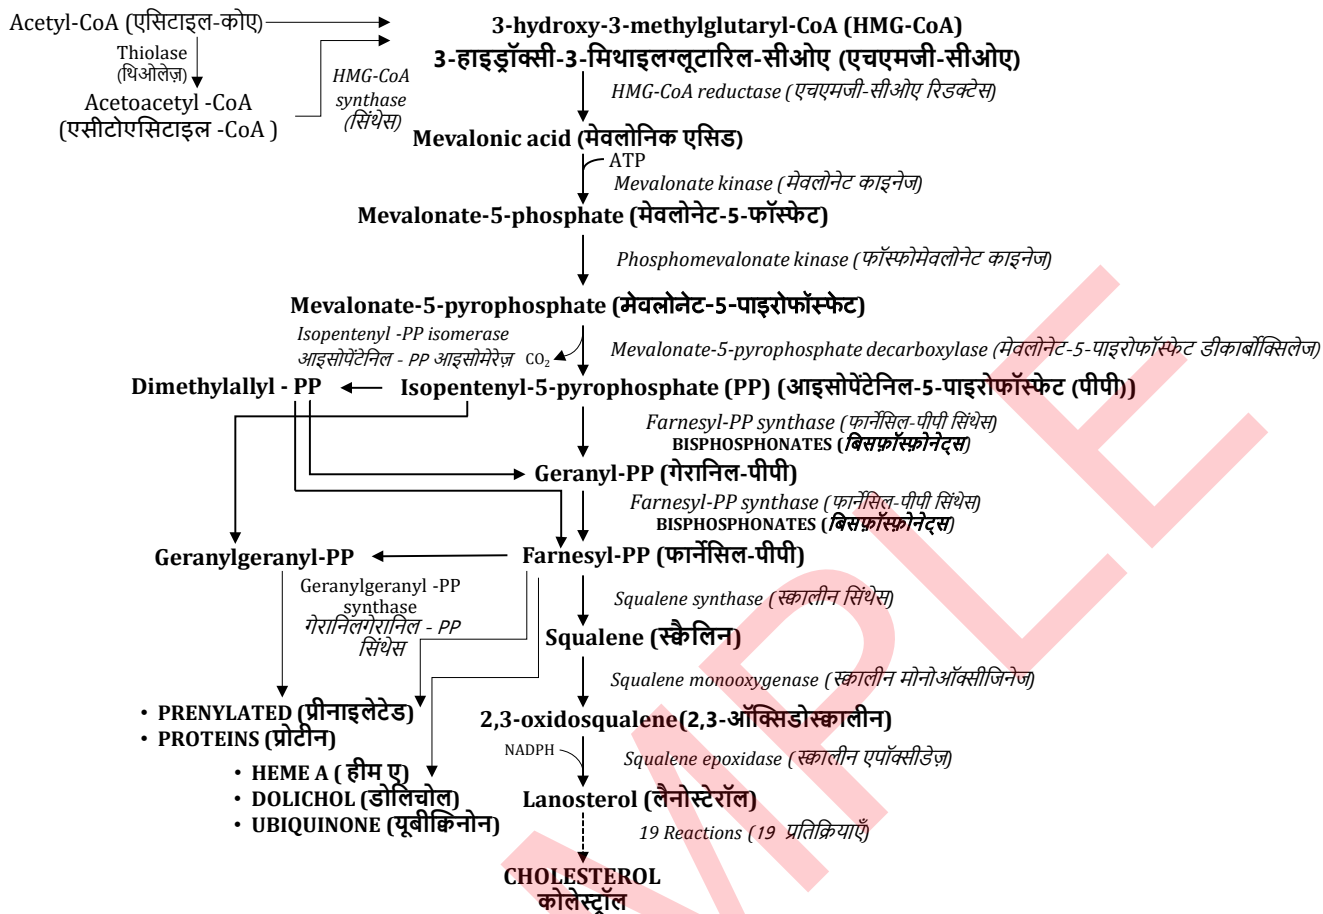 Acetyl-CoA (एसिटाइल-कोए)
Thiolase
(थिओलेज़)
Acetoacetyl -CoA
(एसीटोएसिटाइल -CoA )
HMG-CoA
synthase
(सिंथेस)
3-hydroxy-3-methylglutaryl-CoA (HMG-CoA)
3-हाइड्रॉक्सी-3-मिथाइलग्लूटारिल-सीओए (एचएमजी-सीओए)
HMG-CoA reductase (एचएमजी-सीओए रिडक्टेस)
Mevalonic acid (मेवलोनिक एसिड)
ATP
Mevalonate kinase (मेवलोनेट काइनेज)
Mevalonate-5-phosphate (मेवलोनेट-5-फॉस्फेट)
Phosphomevalonate kinase (फॉस्फोमेवलोनेट काइनेज)
Mevalonate-5-pyrophosphate (मेवलोनेट-5-पाइरोफॉस्फेट)
Isopentenyl -PP isomerase
आइसोपेंटेनिल - PP आइसोमेरेज़
CO₂
Mevalonate-5-pyrophosphate decarboxylase (मेवलोनेट-5-पाइरोफॉस्फेट डीकार्बोक्सिलेज)
Dimethylallyl - PP
Isopentenyl-5-pyrophosphate (PP) (आइसोपेंटेनिल-5-पाइरोफॉस्फेट (पीपी))
Farnesyl-PP synthase (फार्नेसिल-पीपी सिंथेस)
BISPHOSPHONATES (बिसफ़ॉस्फ़ोनेट्स)
Geranyl-PP (गेरानिल-पीपी)
Farnesyl-PP synthase (फार्नेसिल-पीपी सिंथेस)
BISPHOSPHONATES (बिसफ़ॉस्फ़ोनेट्स)
Geranylgeranyl-PP
Farnesyl-PP (फार्नेसिल-पीपी)
Geranylgeranyl -PP
synthase
गेरानिलगेरानिल - PP
सिंथेस
Squalene synthase (स्क्वालीन सिंथेस)
Squalene (स्कैलिन)
Squalene monooxygenase (स्क्वालीन मोनोऑक्सीजिनेज)
• PRENYLATED (प्रीनाइलेटेड)
• PROTEINS (प्रोटीन)
2,3-oxidosqualene(2,3-ऑक्सिडोस्क्वालीन)
NADPH
Squalene epoxidase (स्क्वालीन एपॉक्सीडेज़)
• HEME A ( हीम ए)
• DOLICHOL (डोलिचोल)
• UBIQUINONE (यूबीक्विनोन)
Lanosterol (लैनोस्टेरॉल)
19 Reactions (19 प्रतिक्रियाएँ)
CHOLESTEROL
कोलेस्ट्रॉल
MPLE